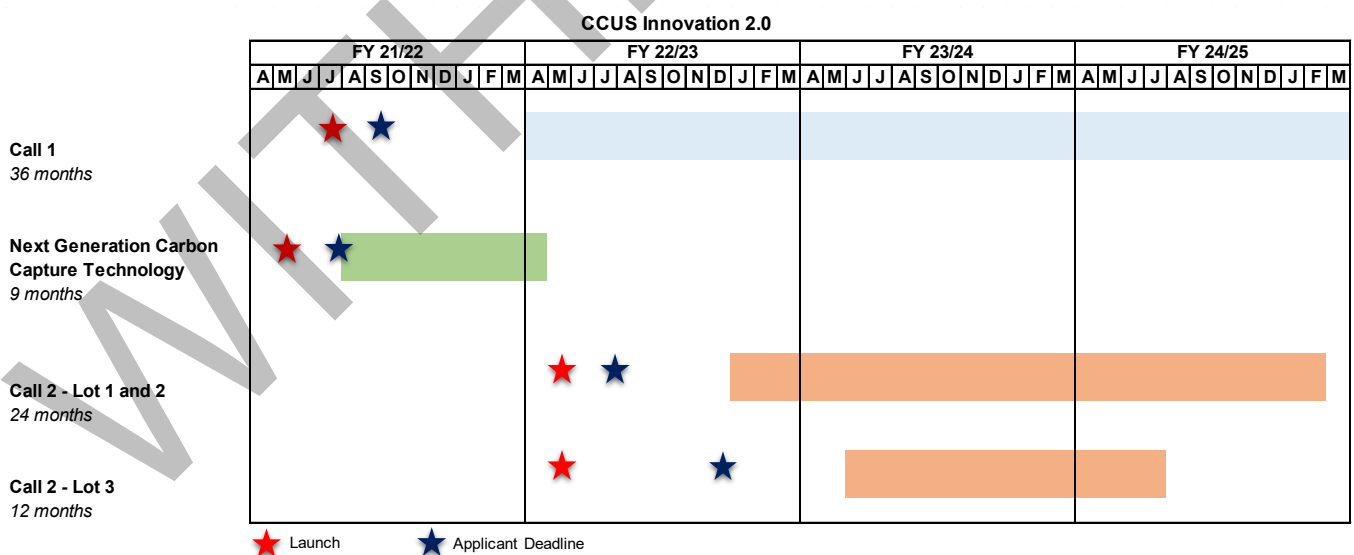 CCUS Innovation 2.0
FY 21/22 FY 22/23 FY 23/24 FY 24/25
A M J J A S O N D J F M A M J J A S O N D J F M A M J J A S O N D J F M A M J J A S O N D J F M
Call 1
36 months
Next Generation Carbon
Capture Technology
9 months
Call 2 - Lot 1 and 2
24 months
Call 2 - Lot 3
12 months
Launch Applicant Deadline